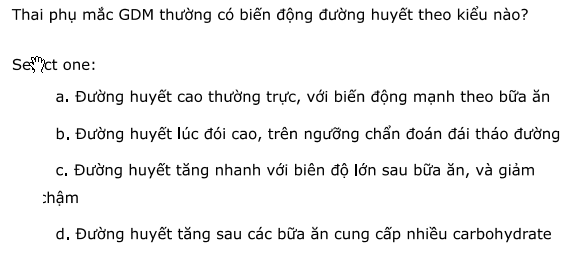 Thai phụ mắc GDM thường có biến động đường huyết theo kiểu nào?
Select one:
a. Đường huyết cao thường trực, với biến động mạnh theo bữa ăn
b. Đường huyết lúc đói cao, trên ngưỡng chẩn đoán đái tháo đường
c. Đường huyết tăng nhanh với biên độ lớn sau bữa ăn, và giảm
chậm
d. Đường huyết tăng sau các bữa ăn cung cấp nhiều carbohydrate